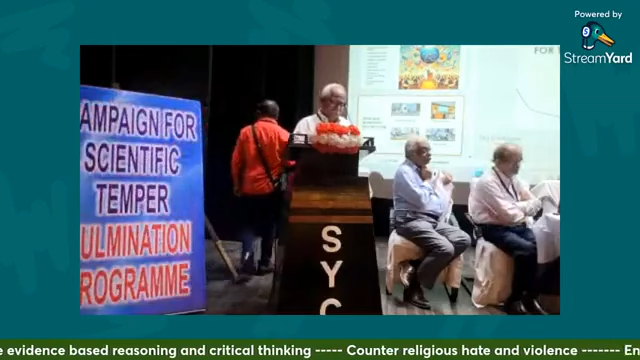 Powered by
StreamYard
AMPAIGN FOR
SCIENTIFIC
TEMPER
ULMINATION
ROGRAMME
FOR
S
Y
C
e evidence based reasoning and critical thinking ----- Counter religious hate and violence ------- En